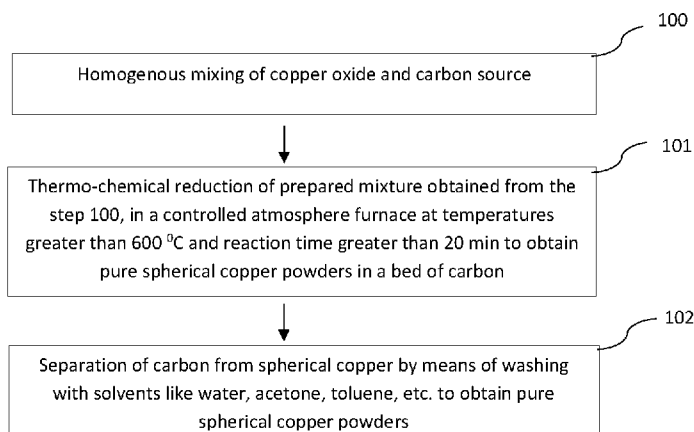 100
Homogenous mixing of copper oxide and carbon source
101
Thermo-chemical reduction of prepared mixture obtained from the
step 100, in a controlled atmosphere furnace at temperatures
greater than 600 ⁰C and reaction time greater than 20 min to obtain
pure spherical copper powders in a bed of carbon
102
Separation of carbon from spherical copper by means of washing
with solvents like water, acetone, toluene, etc. to obtain pure
spherical copper powders